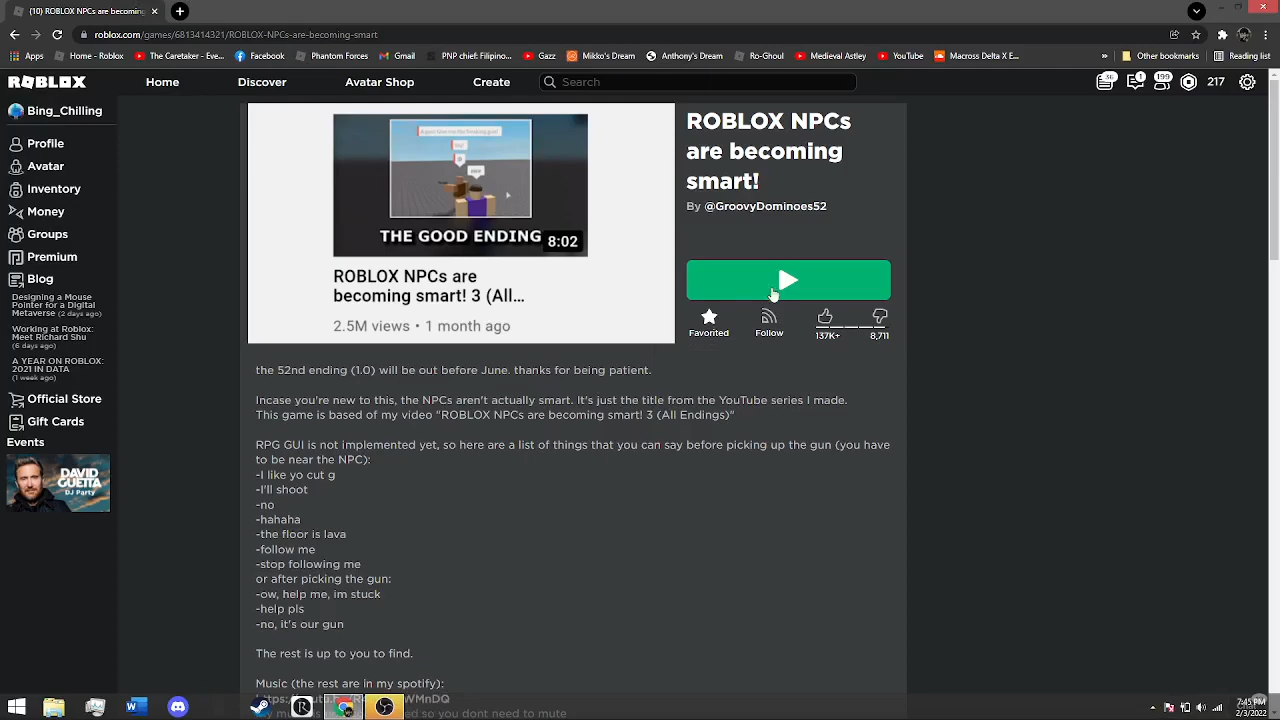 (10) ROBLOX NPCs
roblox.com/games/6813414321/ROBLOX-NPCs-are-becoming-smart
Apps
Home - Roblox
The Caretaker - Eve...
Facebook
Phantom Forces
Gmail
PNP chief: Filipino...
Gazz
Mikko's Dream
Anthony's Dream
Ro-Ghoul
Medieval Astley
YouTube
Macross Delta X E...
»
Other bookmarks
Reading list
ROBLOX
Home
Discover
Avatar Shop
Create
Search
36
1
199
217
Bing_Chilling
Profile
Avatar
Inventory
Money
Groups
Premium
Blog
Designing a Mouse
Pointer for a Digital
Metaverse (2 days ago)
Working at Roblox:
Meet Richard Shu
(6 days ago)
A YEAR ON ROBLOX:
2021 IN DATA
(1 week ago)
Official Store
Gift Cards
Events
DAVID
GUETTA
DJ Party
THE GOOD ENDING
8:02
ROBLOX NPCs are
becoming smart! 3 (All...
2.5M views • 1 month ago
ROBLOX NPCs
are becoming
smart!
By @GroovyDominoes52
Favorited
Follow
137K+
8,711
the 52nd ending (1.0) will be out before June. thanks for being patient.
Incase you're new to this, the NPCs aren't actually smart. It's just the title from the YouTube series I made.
This game is based of my video "ROBLOX NPCs are becoming smart! 3 (All Endings)"
RPG GUI is not implemented yet, so here are a list of things that you can say before picking up the gun (you have
to be near the NPC):
-I like yo cut g
-I'll shoot
-no
-hahaha
-the floor is lava
-follow me
-stop following me
or after picking the gun:
-ow, help me, im stuck
-help pls
-no, it's our gun
The rest is up to you to find.
Music (the rest are in my spotify):